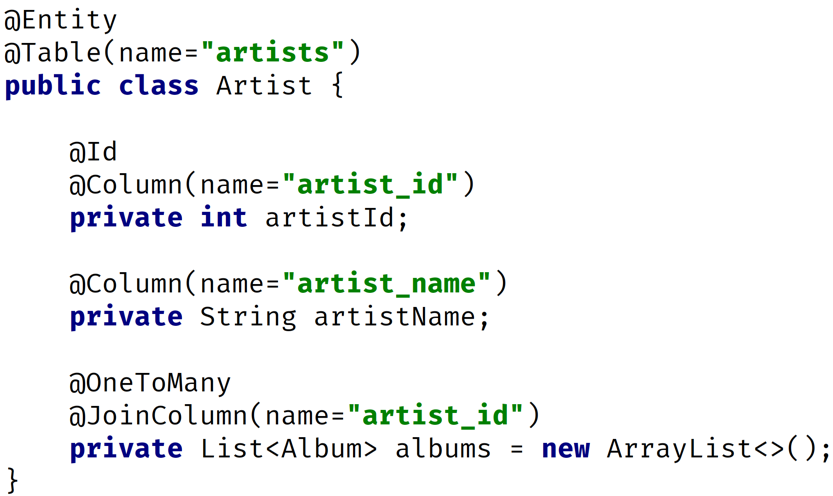 @Entity
@Table(name="artists")
public class Artist {
@Id
@Column(name="artist_id")
private int artistId;
@Column(name="artist_name")
private String artistName;
@OneToMany
@JoinColumn(name="artist_id")
private List<Album> albums = new ArrayList<>();
}